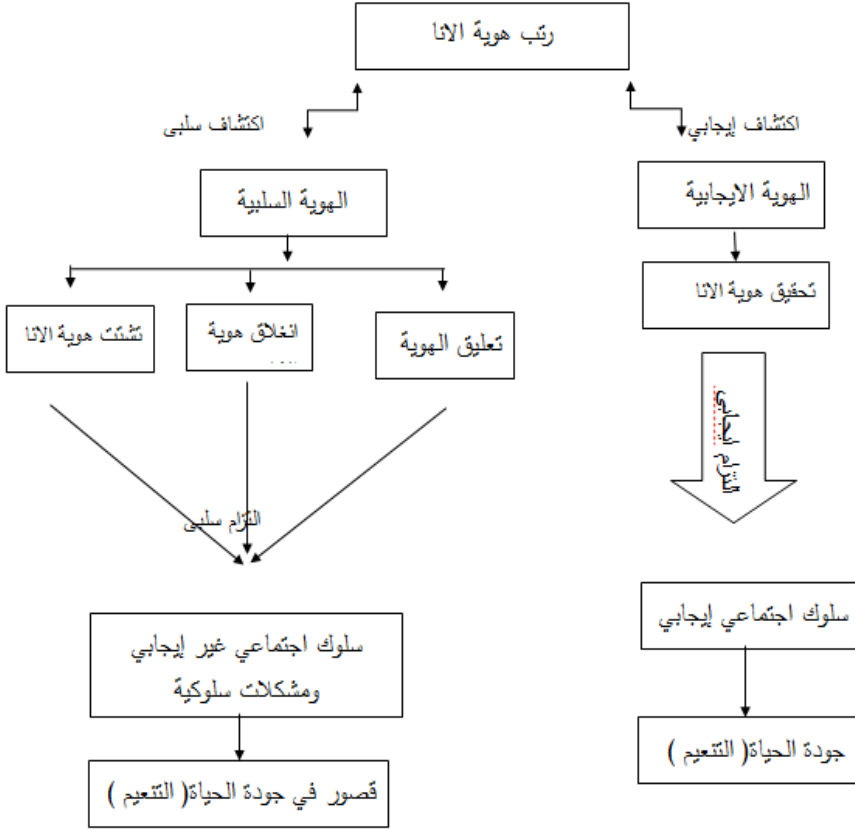 رتب هوية الانا
اكتشاف إيجابي
اكتشاف سلبى
الهوية الايجابية
الهوية السلبية
تحقيق هوية الانا
تعليق الهوية
انغلاق هوية
تشتت هوية الانا
التزام ايجابى
التزام سلبى
سلوك اجتماعي إيجابي
سلوك اجتماعي غير إيجابي
ومشكلات سلوكية
جودة الحياة( التنعيم )
قصور في جودة الحياة( التنعيم )